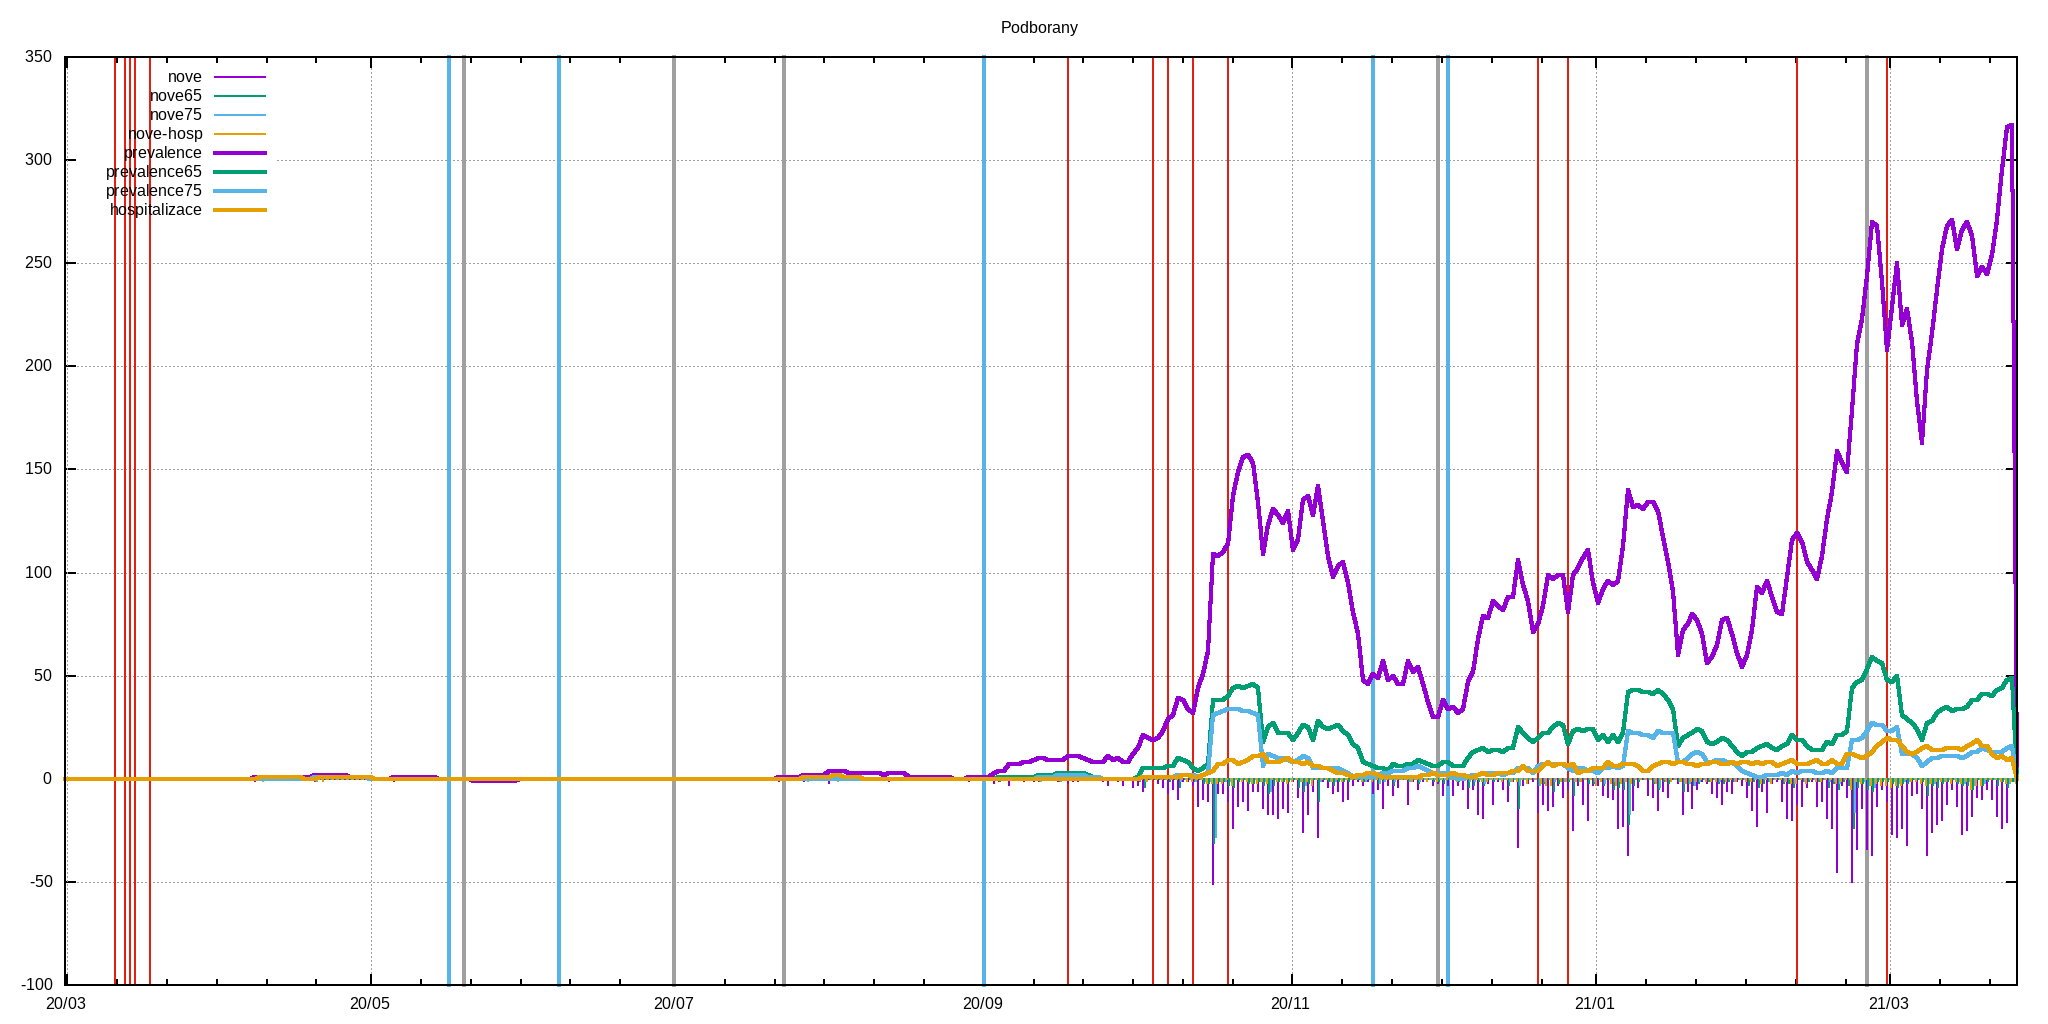 Podborany
350
nove
nove65
nove75
nove-hosp
300
prevalence
prevalence65
prevalence75
hospitalizace
250
200
150
100
50
0
-50
-100
20/03 20/05 20/07 20/09 20/11 21/01 21/03